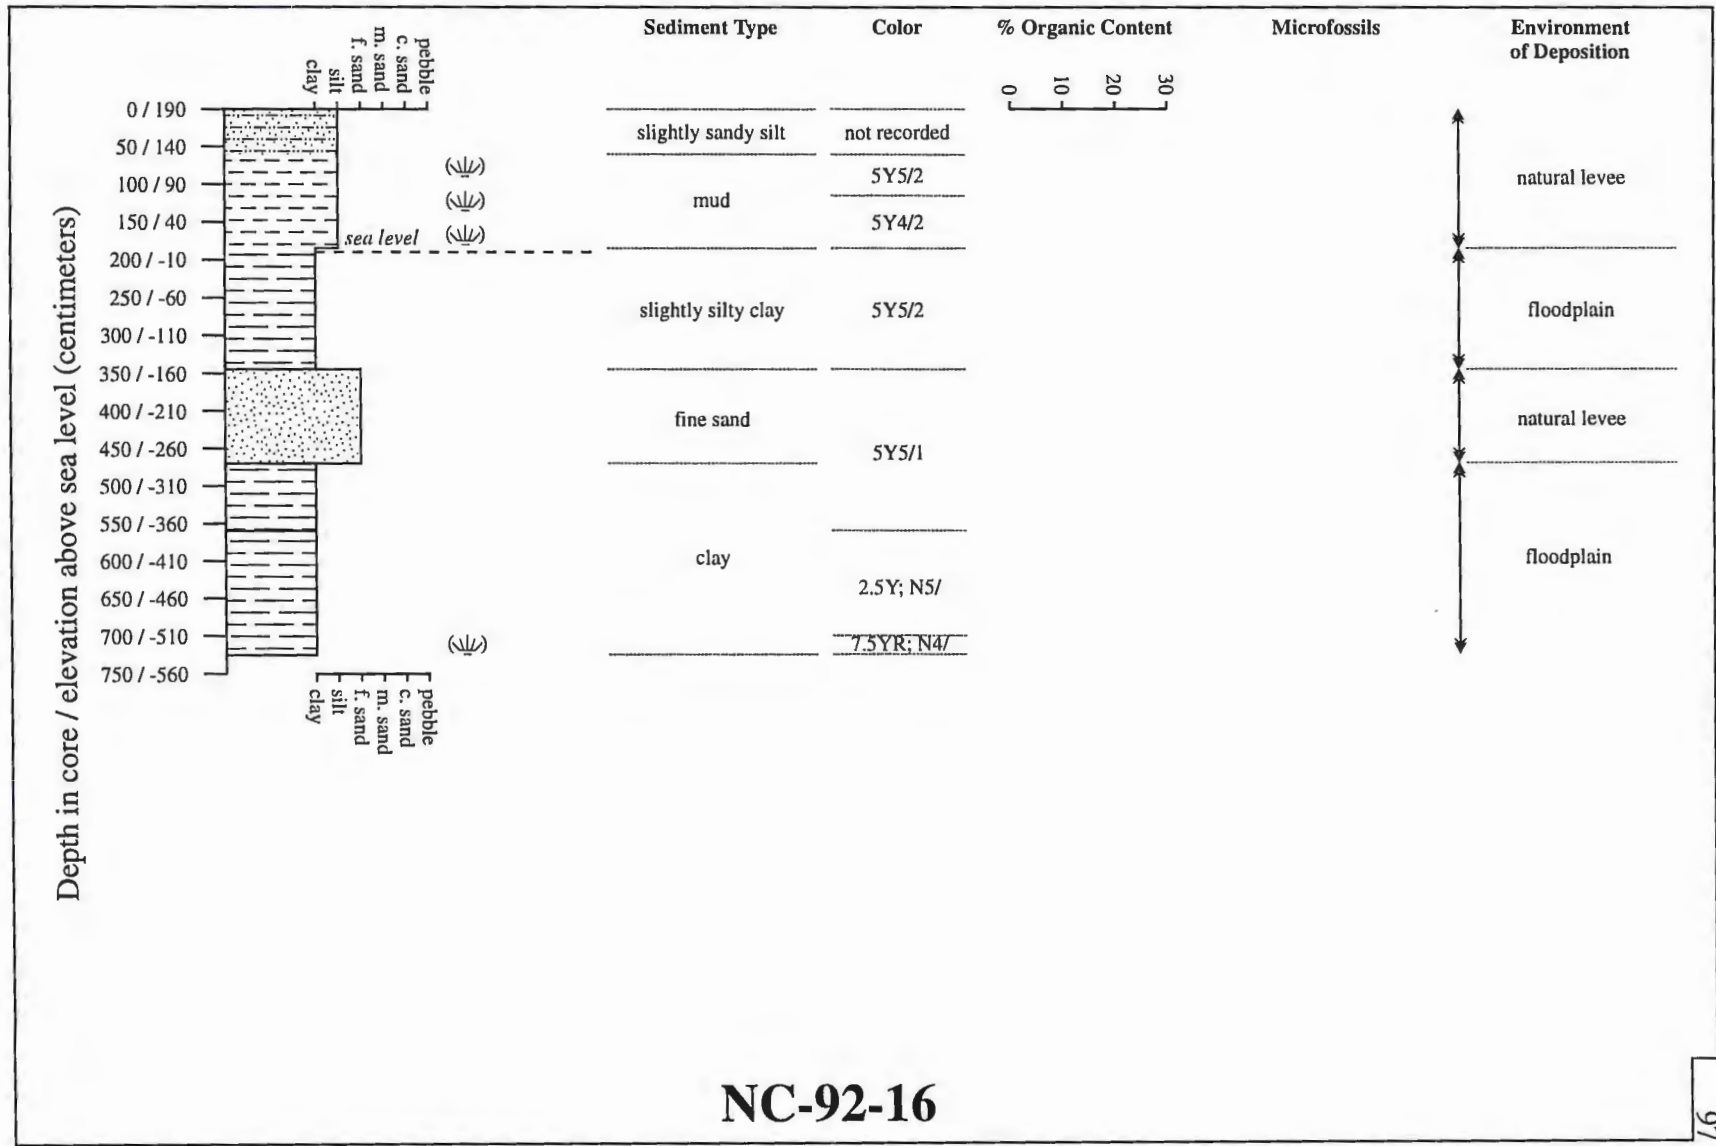 Sediment Type
Color
% Organic Content
Microfossils
Environment
of Deposition
clay
silt
f. sand
m. sand
c. sand
pebble
0
10
20
30
Depth in core / elevation above sea level (centimeters)
0 / 190
50 / 140
100 / 90
150 / 40
200 / -10
250 / -60
300 / -110
350 / -160
400 / -210
450 / -260
500 / -310
550 / -360
600 / -410
650 / -460
700 / -510
750 / -560
sea level
slightly sandy silt
mud
slightly silty clay
fine sand
clay
not recorded
5Y5/2
5Y4/2
5Y5/2
5Y5/1
2.5Y; N5/
7.5YR; N4/
natural levee
floodplain
natural levee
floodplain
clay
silt
f. sand
m. sand
c. sand
pebble
NC-92-16
97